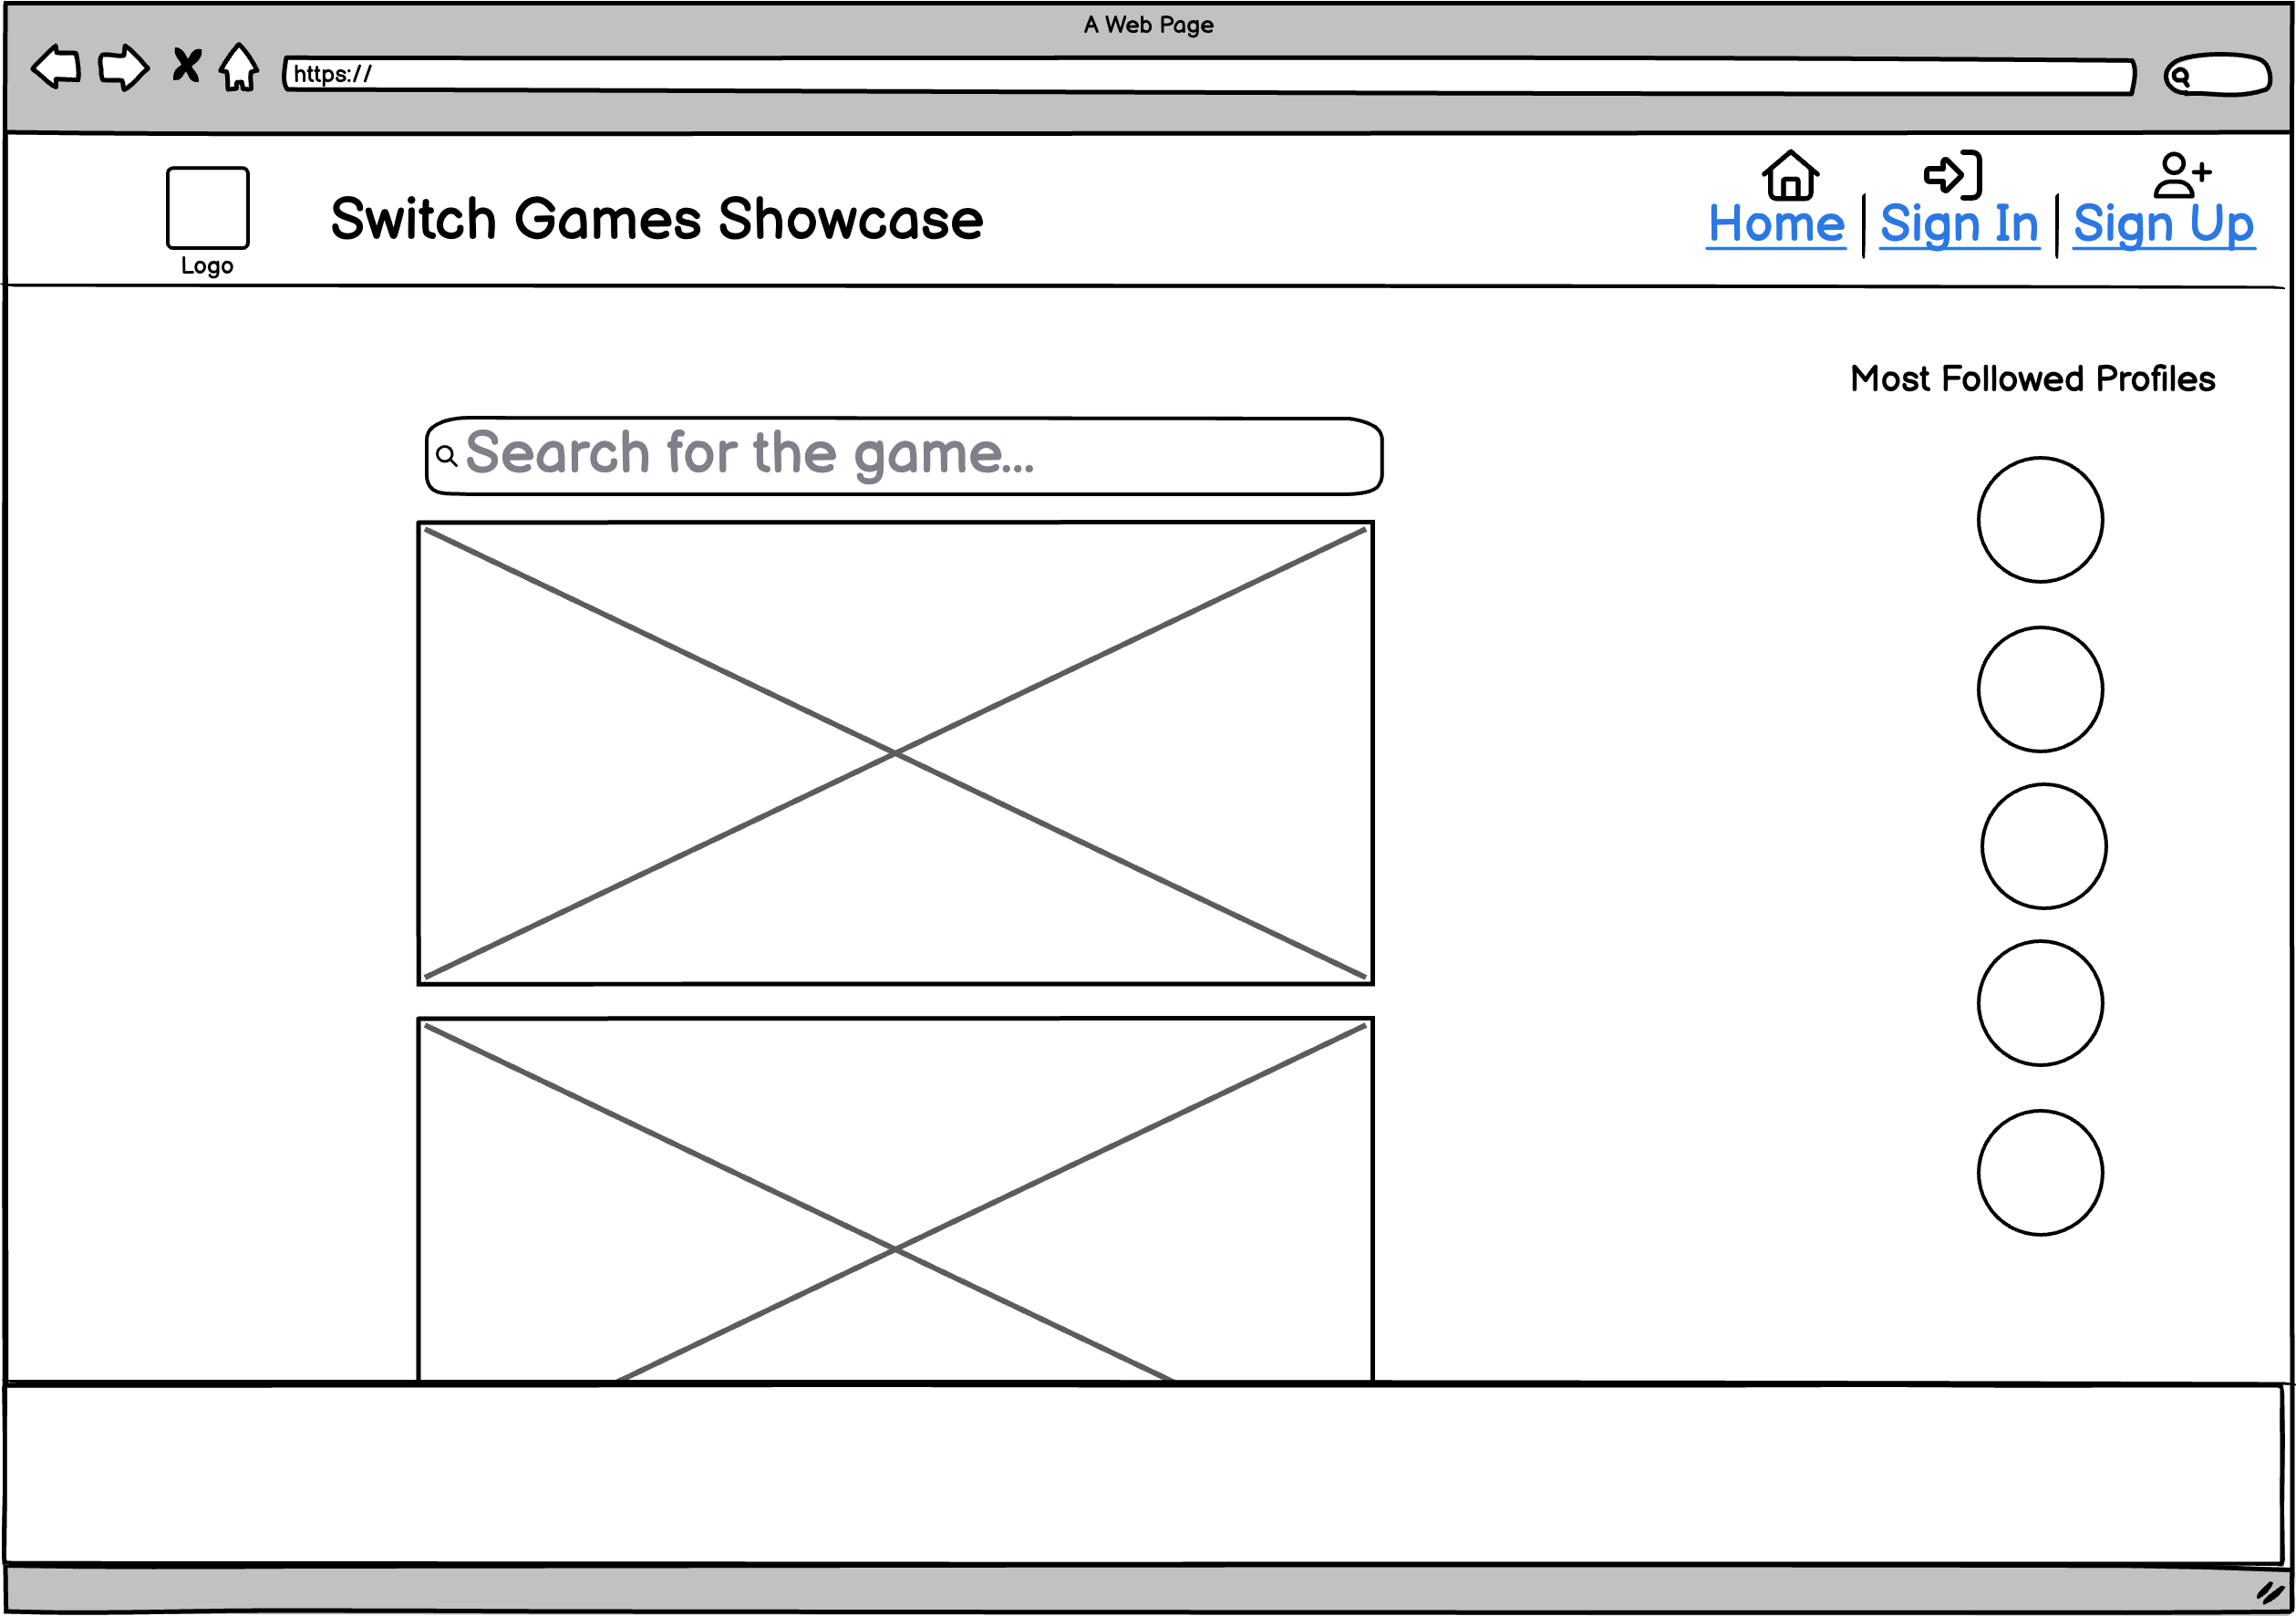 A Web Page
https://
Logo
Switch Games Showcase
Home
Sign In
Sign Up
Most Followed Profiles
Search for the game...